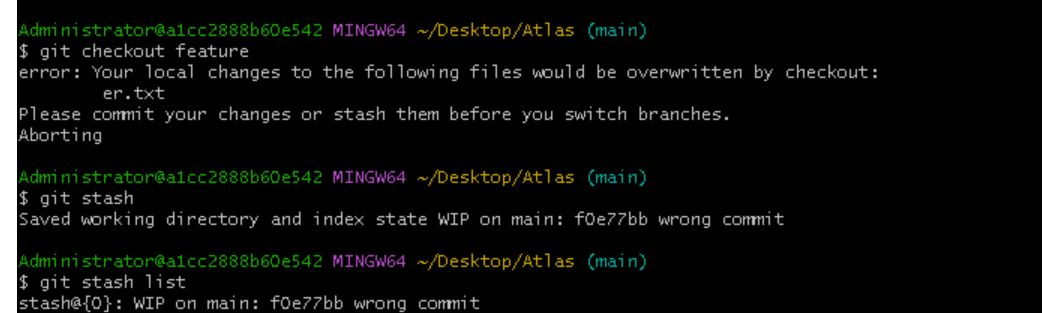 Administrator@a1cc2888b60e542 MINGW64 ~/Desktop/Atlas (main)
$ git checkout feature
error: Your local changes to the following files would be overwritten by checkout:
        er.txt
Please commit your changes or stash them before you switch branches.
Aborting
Administrator@a1cc2888b60e542 MINGW64 ~/Desktop/Atlas (main)
$ git stash
Saved working directory and index state WIP on main: f0e77bb wrong commit
Administrator@a1cc2888b60e542 MINGW64 ~/Desktop/Atlas (main)
$ git stash list
stash@{0}: WIP on main: f0e77bb wrong commit